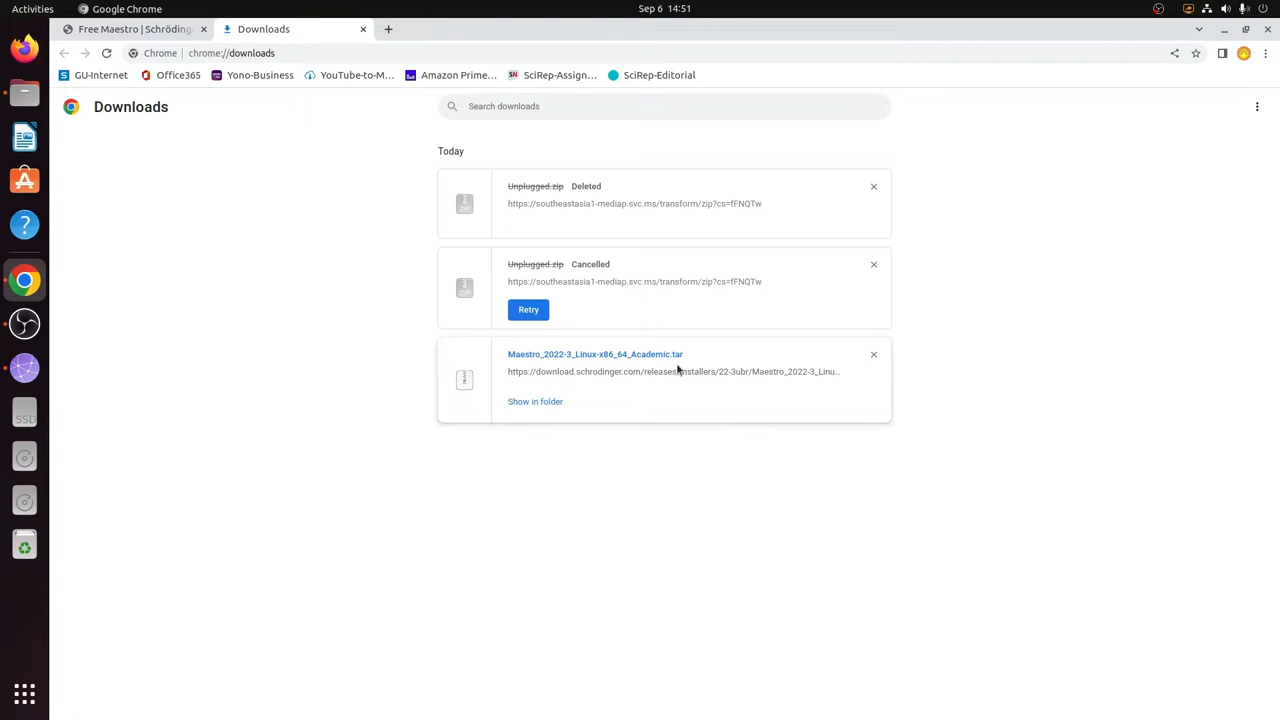 Activities
Google Chrome
Sep 6 14:51
Free Maestro | Schröding
Downloads
Chrome
chrome://downloads
GU-Internet
Office365
Yono-Business
YouTube-to-M...
Amazon Prime...
SciRep-Assign...
SciRep-Editorial
Downloads
Search downloads
Today
Unplugged.zip Deleted
https://southeastasia1-mediap.svc.ms/transform/zip?cs=fFNQTw
Unplugged.zip Cancelled
https://southeastasia1-mediap.svc.ms/transform/zip?cs=fFNQTw
Retry
Maestro_2022-3_Linux-x86_64_Academic.tar
https://download.schrodinger.com/releases/installers/22-3ubr/Maestro_2022-3_Linu...
Show in folder
SSD